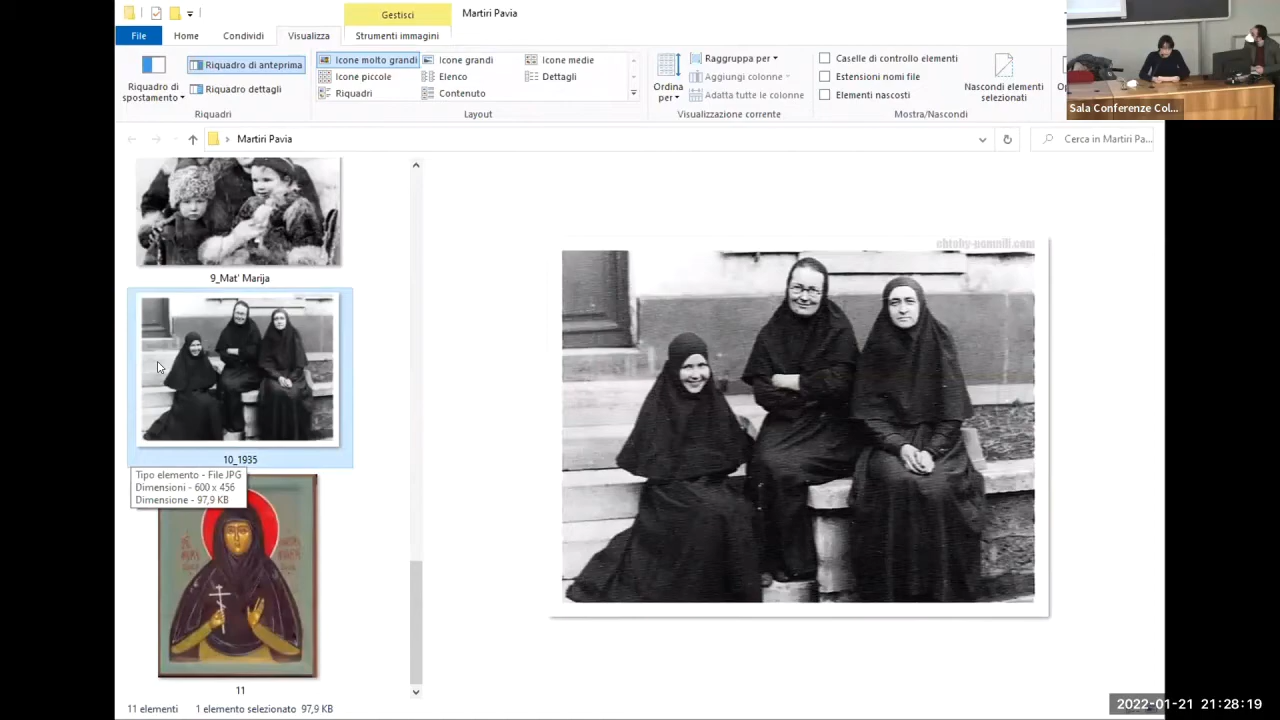 Gestisci
Martiri Pavia
File
Home
Condividi
Visualizza
Strumenti immagini
Riquadro di
spostamento
Riquadro di anteprima
Riquadro dettagli
Riquadri
Icone molto grandi
Icone grandi
Icone medie
Icone piccole
Elenco
Dettagli
Riquadri
Contenuto
Layout
Ordina
per
Raggruppa per
Aggiungi colonne
Adatta tutte le colonne
Visualizzazione corrente
Caselle di controllo elementi
Estensioni nomi file
Elementi nascosti
Nascondi elementi
selezionati
Mostra/Nascondi
Sala Conferenze Col...
Martiri Pavia
Cerca in Martiri Pa...
9_Mat' Marija
10_1935
Tipo elemento - File JPG
Dimensioni - 600 x 456
Dimensione - 97,9 KB
11
11 elementi
1 elemento selezionato 97,9 KB
2022-01-21 21:28:19